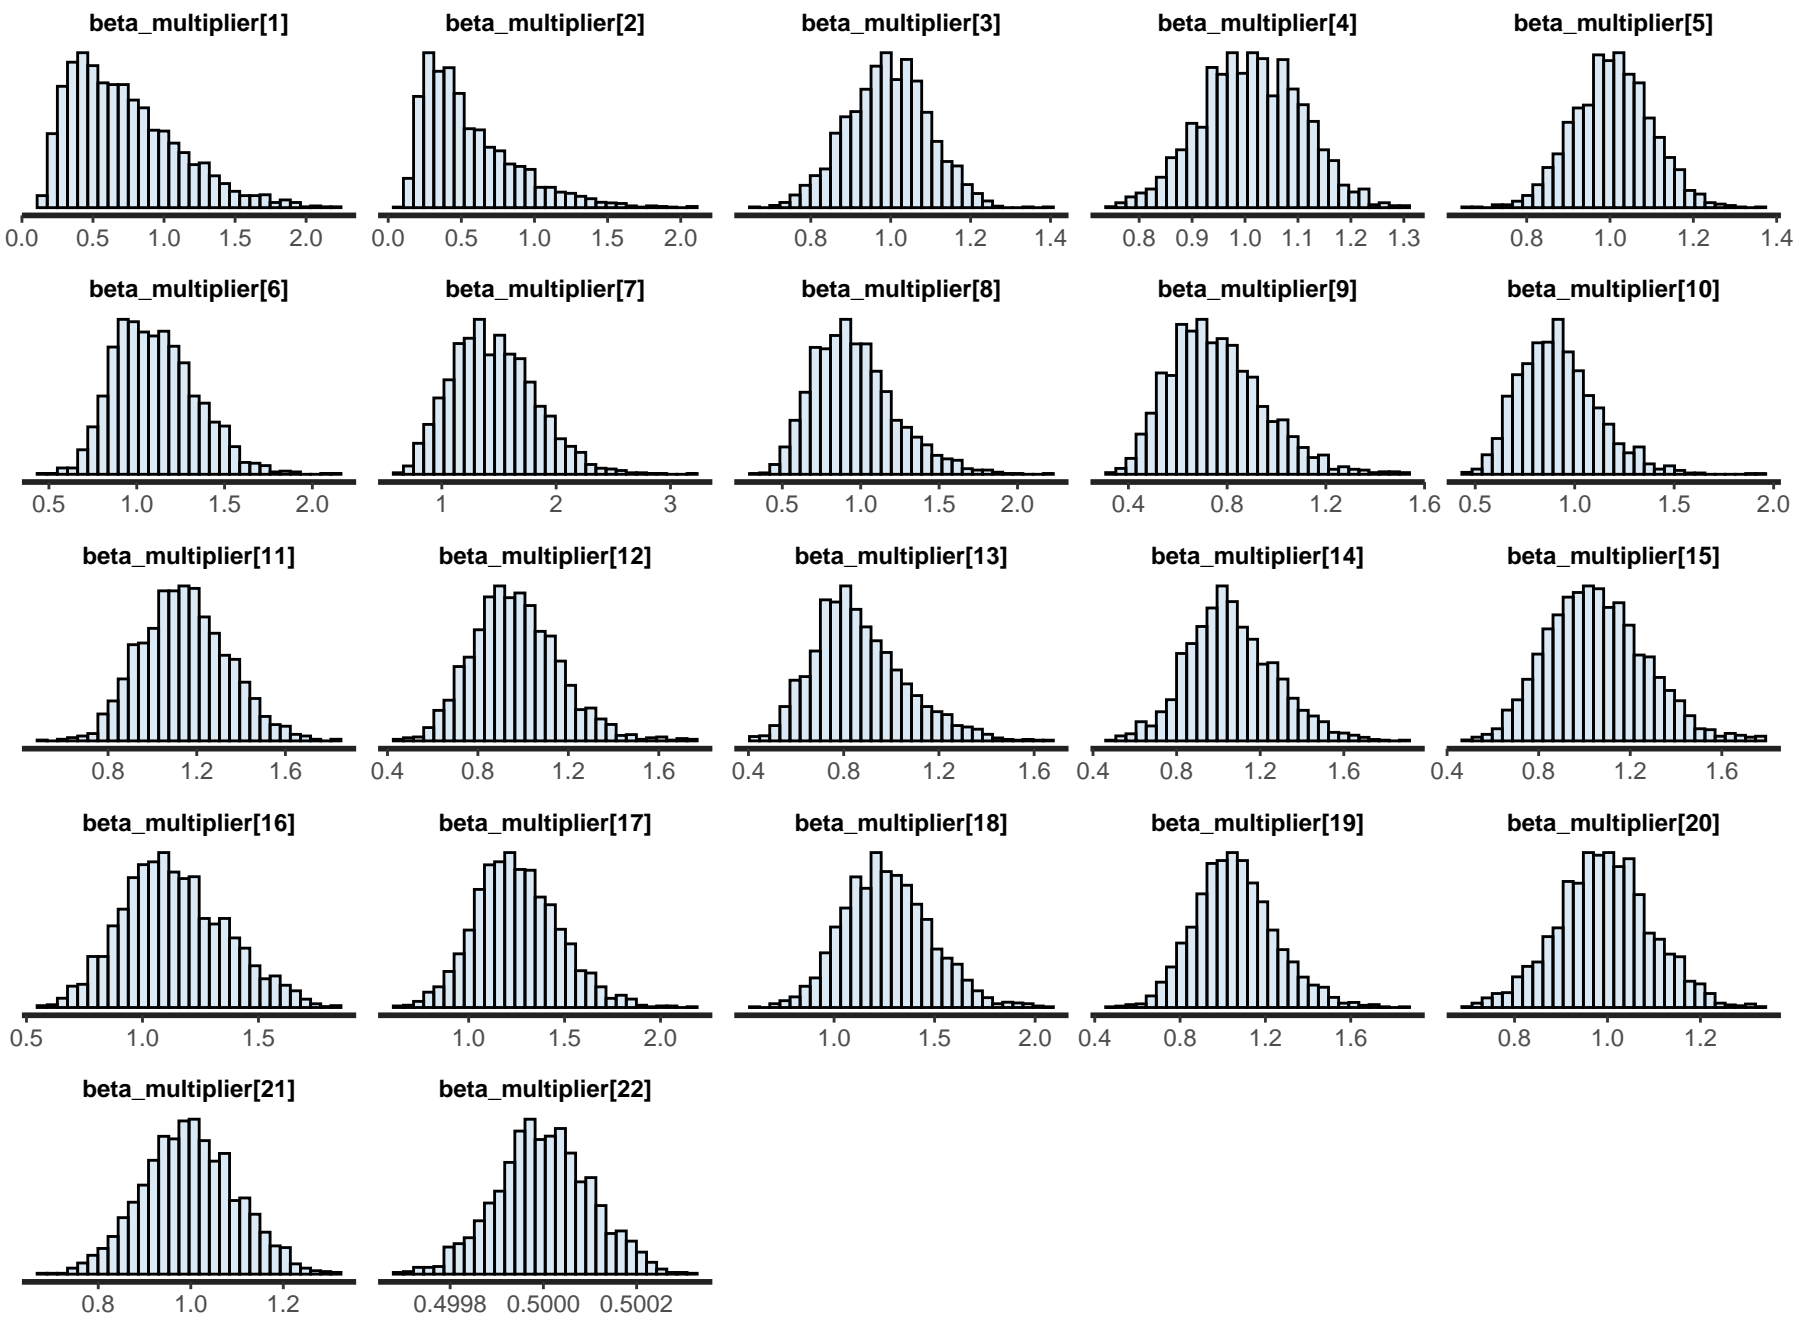 beta_multiplier[1] beta_multiplier[2] beta_multiplier[3] beta_multiplier[4] beta_multiplier[5]
0.0 0.5 1.0 1.5 2.0 0.0 0.5 1.0 1.5 2.0 0.8 1.0 1.2 1.4 0.8 0.9 1.0 1.1 1.2 1.3 0.8 1.0 1.2 1.4
beta_multiplier[6] beta_multiplier[7] beta_multiplier[8] beta_multiplier[9] beta_multiplier[10]
0.5 1.0 1.5 2.0 1 2 3 0.5 1.0 1.5 2.0 0.4 0.8 1.2 1.6 0.5 1.0 1.5 2.0
beta_multiplier[11] beta_multiplier[12] beta_multiplier[13] beta_multiplier[14] beta_multiplier[15]
0.8 1.2 1.6 0.4 0.8 1.2 1.6 0.4 0.8 1.2 1.6 0.4 0.8 1.2 1.6 0.4 0.8 1.2 1.6
beta_multiplier[16] beta_multiplier[17] beta_multiplier[18] beta_multiplier[19] beta_multiplier[20]
0.5 1.0 1.5 1.0 1.5 2.0 1.0 1.5 2.0 0.4 0.8 1.2 1.6 0.8 1.0 1.2
beta_multiplier[21] beta_multiplier[22]
0.8 1.0 1.2 0.4998 0.5000 0.5002